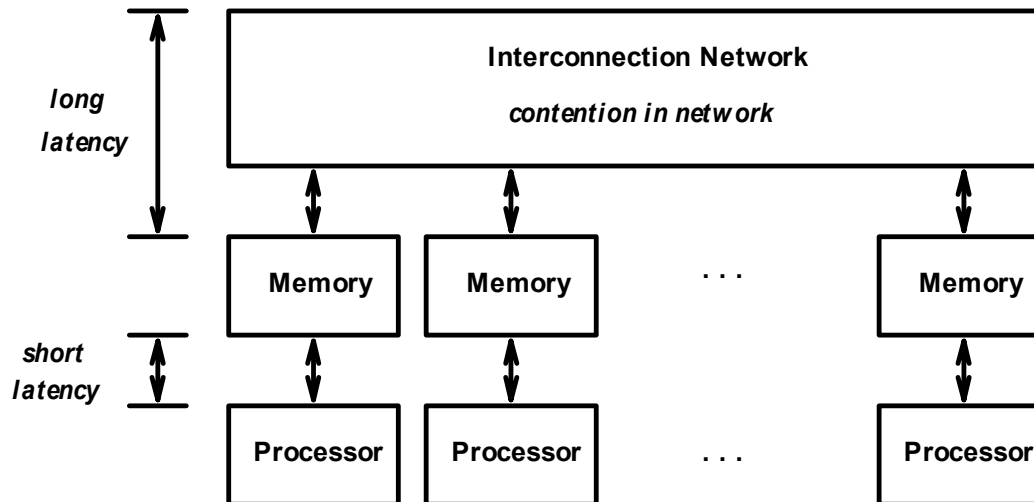 Interconnection Network
contention in network
long
latency
Memory Memory . . . Memory
short
latency
Processor Processor . . . Processor